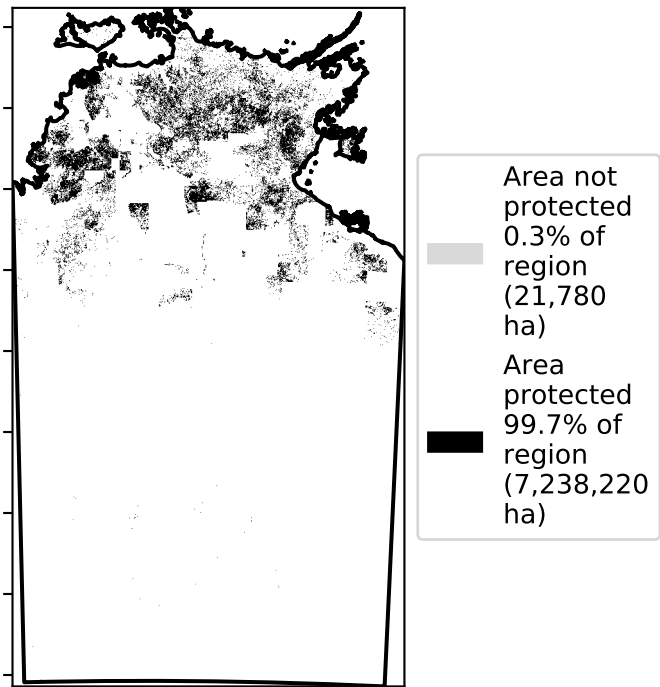 Area not
protected
0.3% of
region
(21,780
ha)
Area
protected
99.7% of
region
(7,238,220
ha)